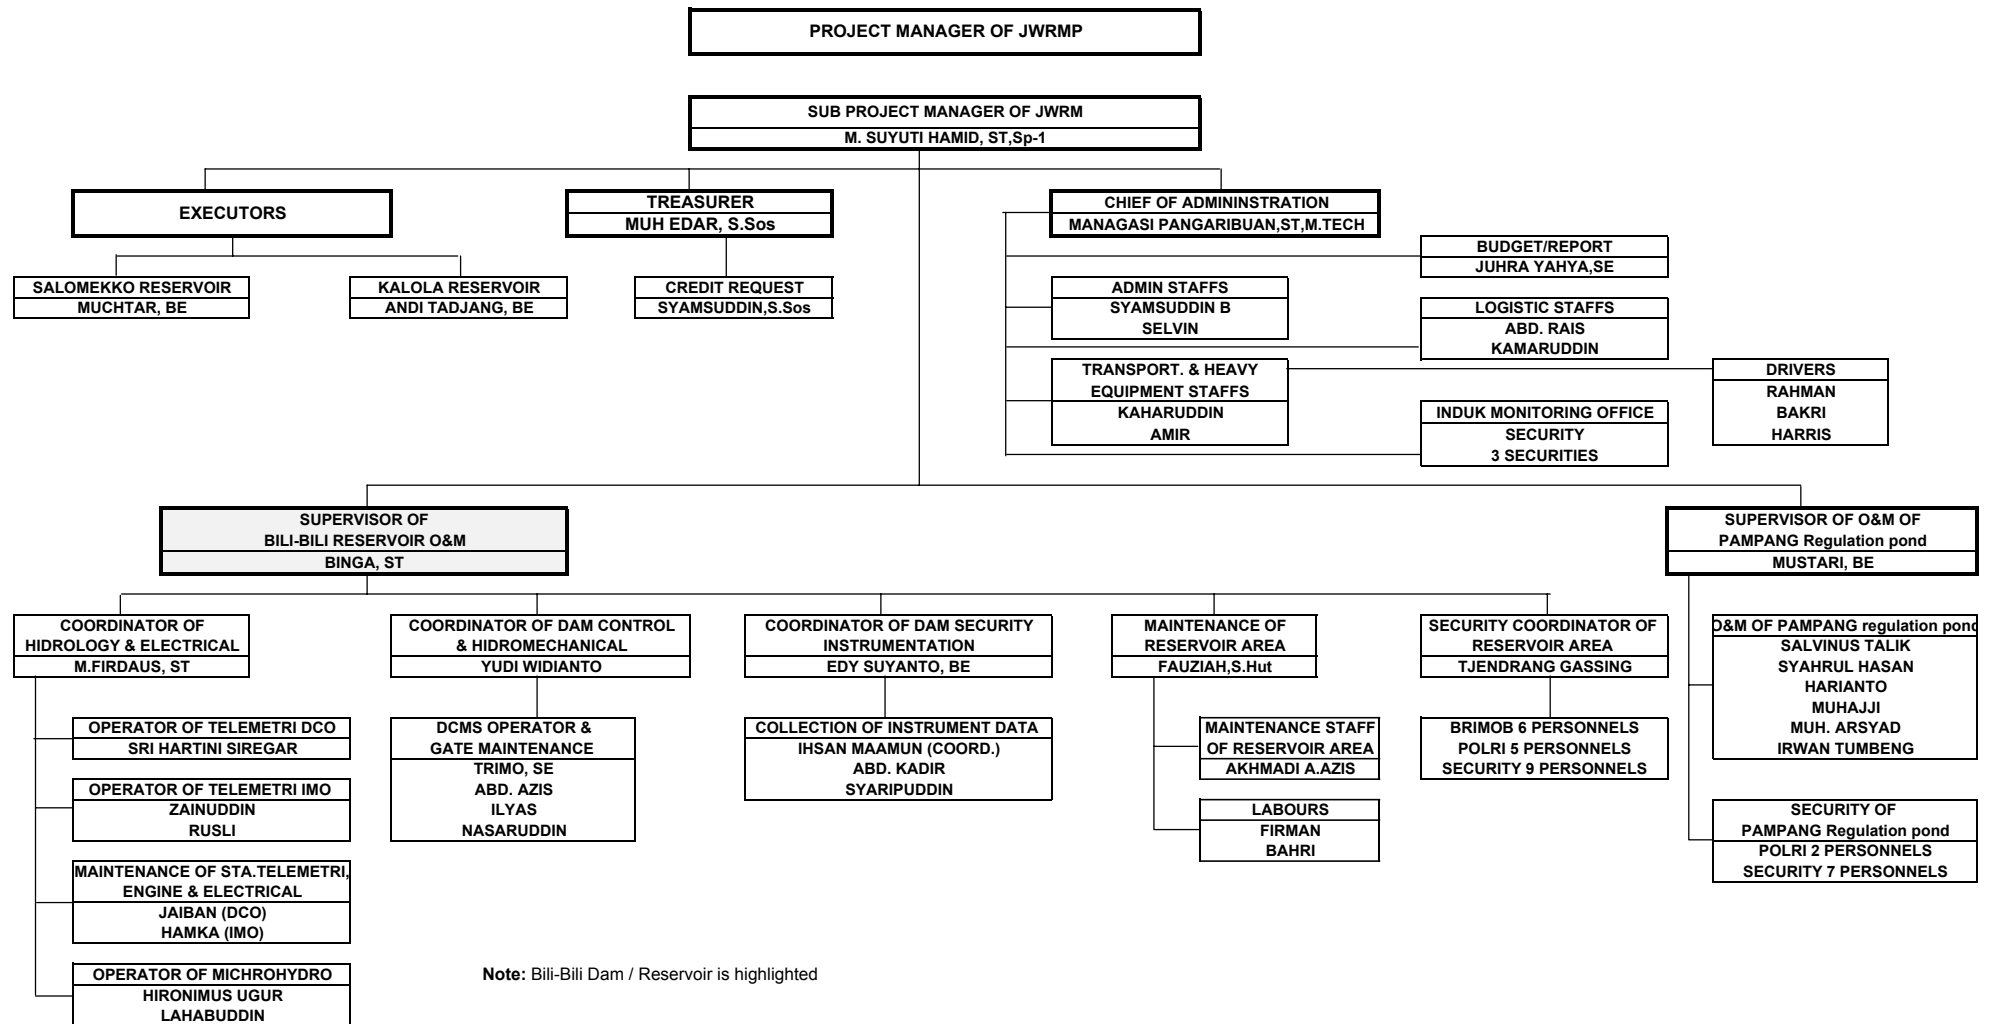 PROJECT MANAGER OF JWRMP
SUB PROJECT MANAGER OF JWRM
M. SUYUTI HAMID, ST,Sp-1
EXECUTORS
SALOMEKKO RESERVOIR
MUCHTAR, BE
KALOLA RESERVOIR
ANDI TADJANG, BE
TREASURER
MUH EDAR, S.Sos
CREDIT REQUEST
SYAMSUDDIN,S.Sos
CHIEF OF ADMININSTRATION
MANAGASI PANGARIBUAN,ST,M.TECH
BUDGET/REPORT
JUHRA YAHYA,SE
ADMIN STAFFS
SYAMSUDDIN B
SELVIN
LOGISTIC STAFFS
ABD. RAIS
KAMARUDDIN
TRANSPORT. & HEAVY
EQUIPMENT STAFFS
KAHARUDDIN
AMIR
DRIVERS
RAHMAN
BAKRI
HARRIS
INDUK MONITORING OFFICE
SECURITY
3 SECURITIES
SUPERVISOR OF
BILI-BILI RESERVOIR O&M
BINGA, ST
SUPERVISOR OF O&M OF
PAMPANG Regulation pond
MUSTARI, BE
COORDINATOR OF
HIDROLOGY & ELECTRICAL
M.FIRDAUS, ST
OPERATOR OF TELEMETRI DCO
SRI HARTINI SIREGAR
OPERATOR OF TELEMETRI IMO
ZAINUDDIN
RUSLI
MAINTENANCE OF STA.TELEMETRI,
ENGINE & ELECTRICAL
JAIBAN (DCO)
HAMKA (IMO)
OPERATOR OF MICHROHYDRO
HIRONIMUS UGUR
LAHABUDDIN
COORDINATOR OF DAM CONTROL
& HIDROMECHANICAL
YUDI WIDIANTO
DCMS OPERATOR &
GATE MAINTENANCE
TRIMO, SE
ABD. AZIS
ILYAS
NASARUDDIN
COORDINATOR OF DAM SECURITY
INSTRUMENTATION
EDY SUYANTO, BE
COLLECTION OF INSTRUMENT DATA
IHSAN MAAMUN (COORD.)
ABD. KADIR
SYARIPUDDIN
MAINTENANCE OF
RESERVOIR AREA
FAUZIAH,S.Hut
MAINTENANCE STAFF
OF RESERVOIR AREA
AKHMADI A.AZIS
LABOURS
FIRMAN
BAHRI
SECURITY COORDINATOR OF
RESERVOIR AREA
TJENDRANG GASSING
BRIMOB 6 PERSONNELS
POLRI 5 PERSONNELS
SECURITY 9 PERSONNELS
O&M OF PAMPANG regulation pond
SALVINUS TALIK
SYAHRUL HASAN
HARIANTO
MUHAJJI
MUH. ARSYAD
IRWAN TUMBENG
SECURITY OF
PAMPANG Regulation pond
POLRI 2 PERSONNELS
SECURITY 7 PERSONNELS
Note: Bili-Bili Dam / Reservoir is highlighted